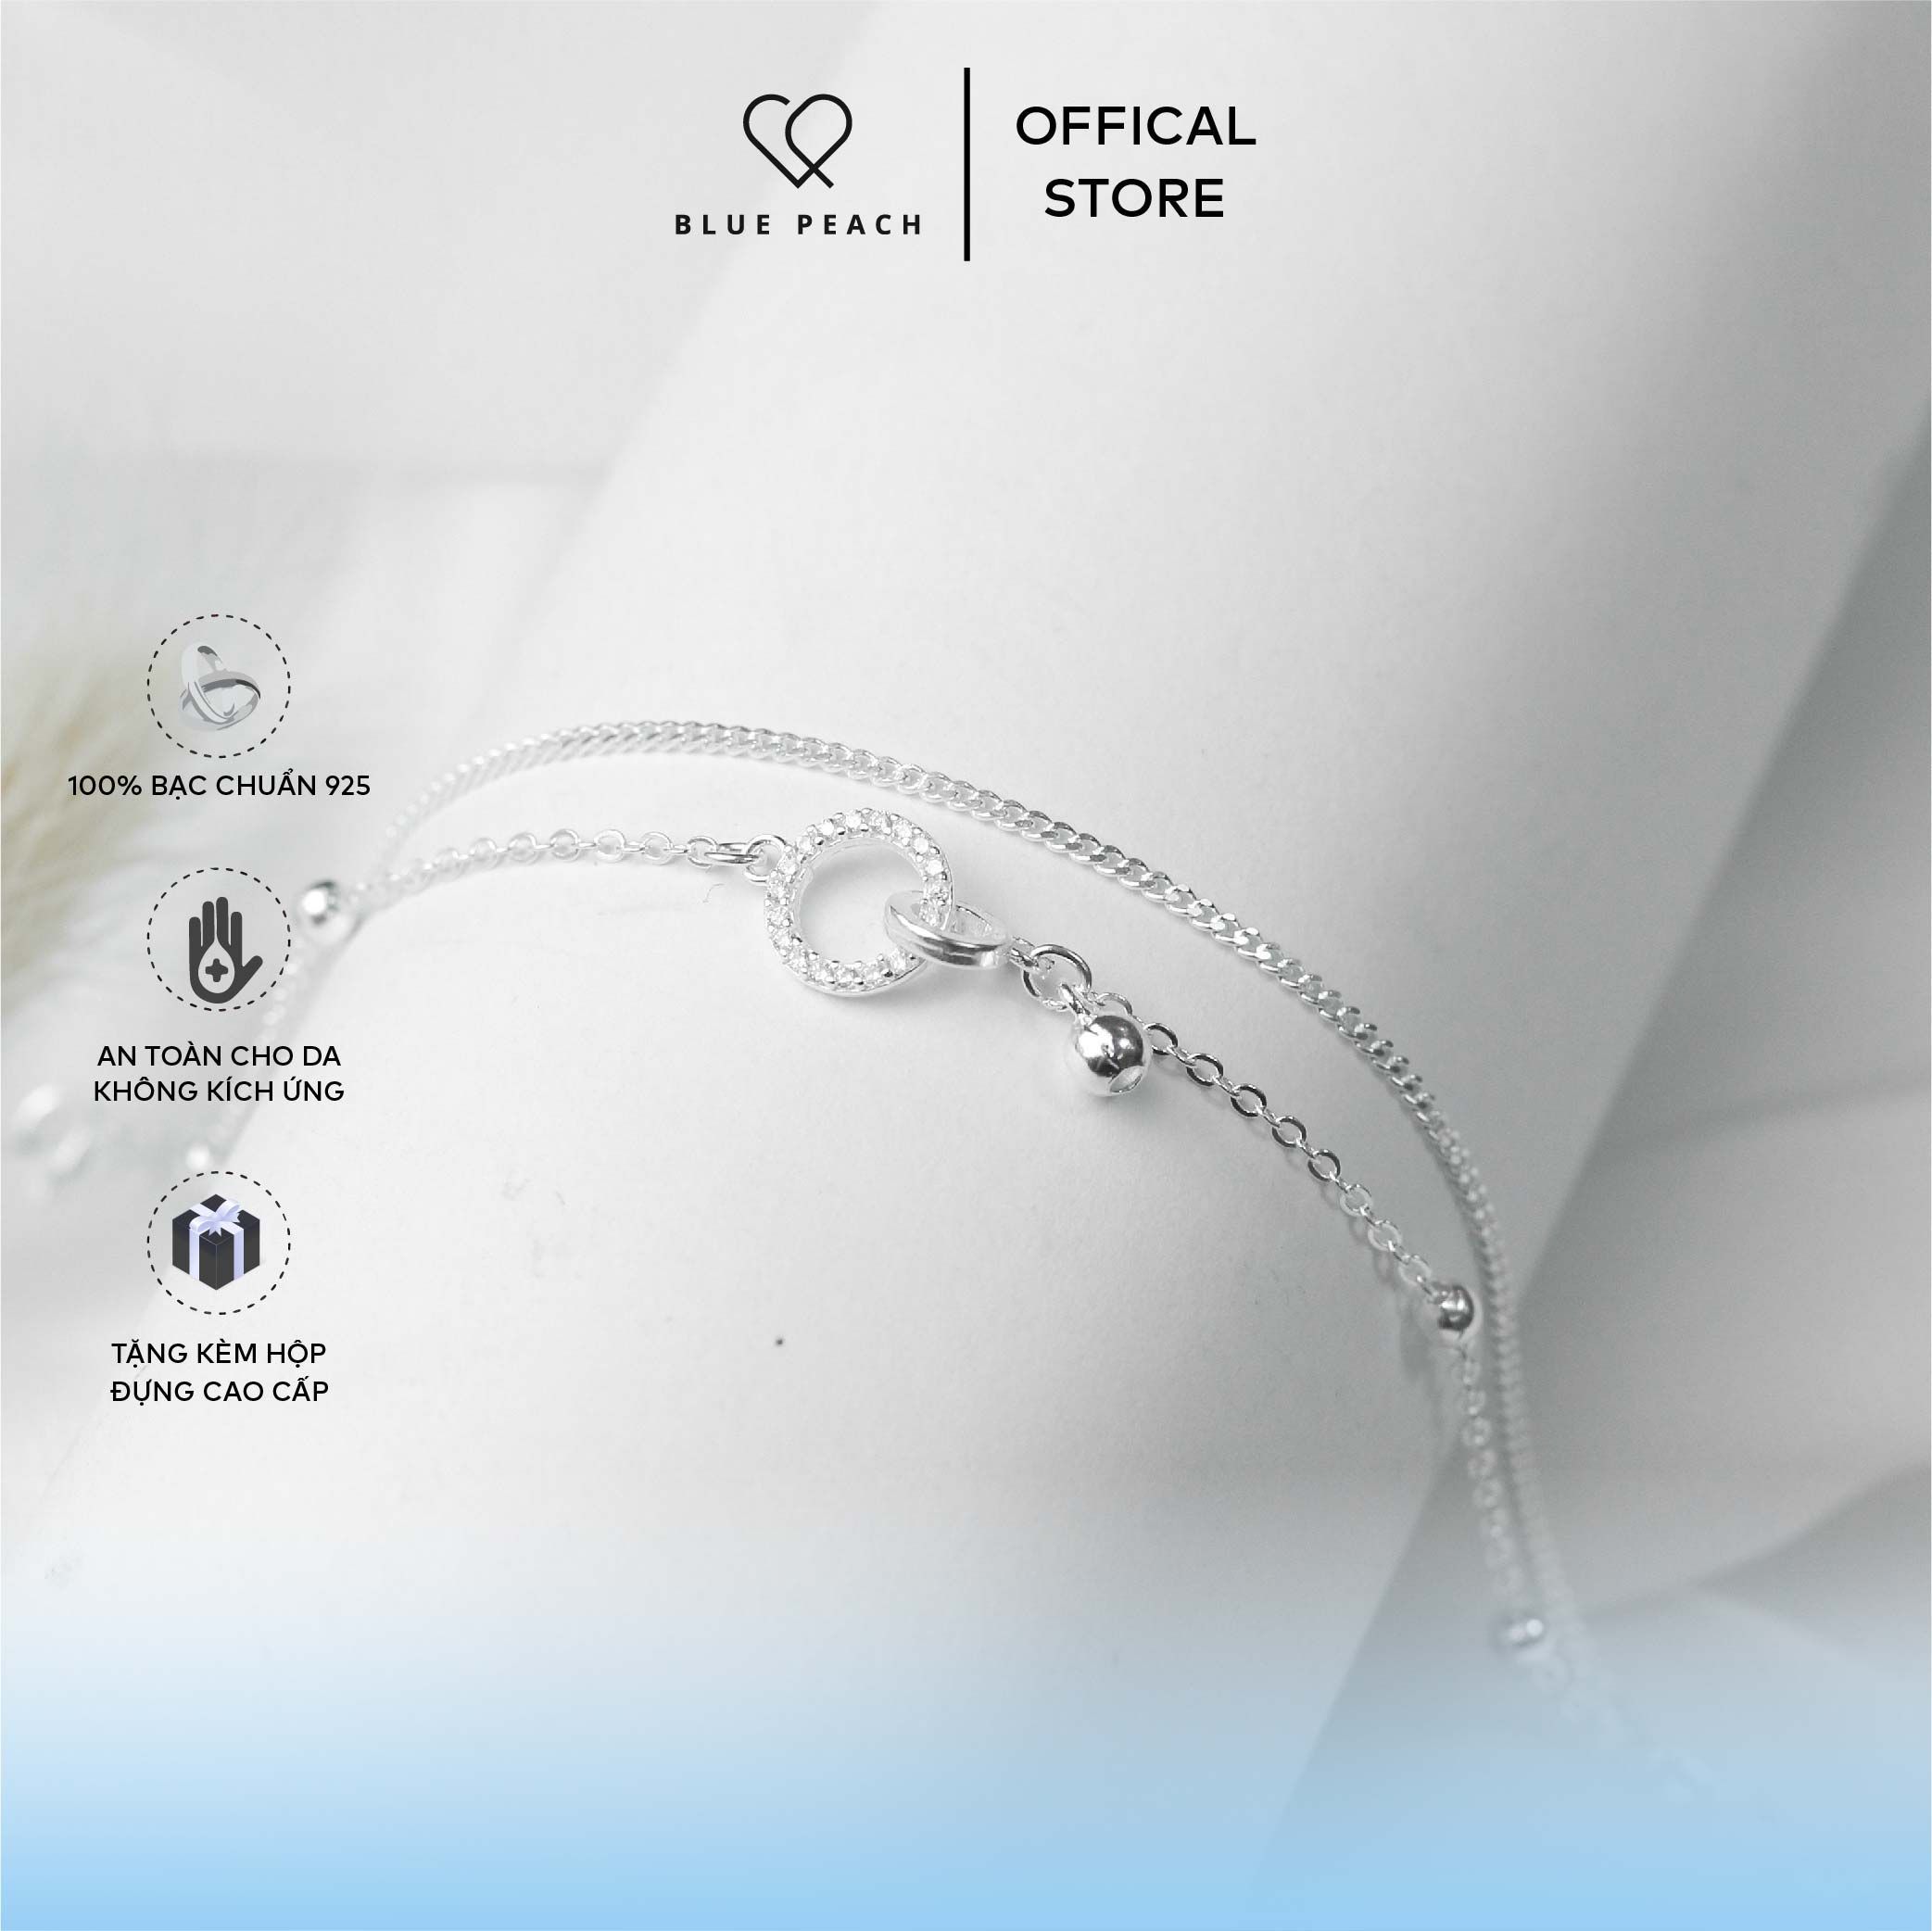 BLUE PEACH
OFFICAL
STORE
100% BẠC CHUẨN 925
AN TOÀN CHO DA
KHÔNG KÍCH ỨNG
TẶNG KÈM HỘP
ĐỰNG CAO CẤP